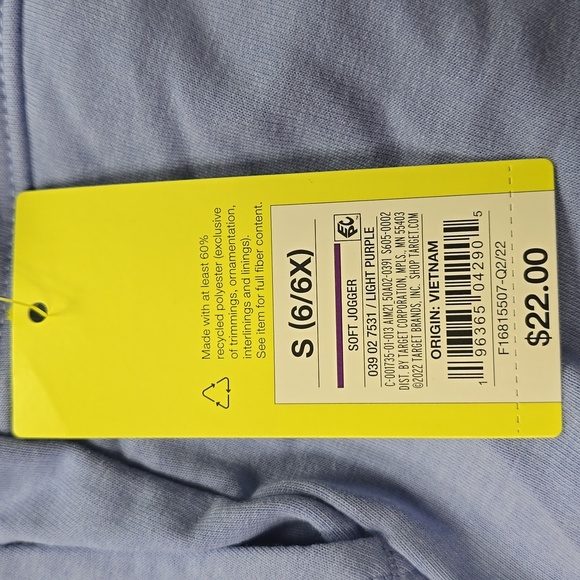 Made with at least 60%
recycled polyester (exclusive
of trimmings, ornamentation,
interlinings and linings).
See item for full fiber content.
S (6/6X)
SOFT JOGGER
039 02 7531 / LIGHT PURPLE
C-001735-01-013 AMZ1 50A02-0391 S605-0002
DIST. BY TARGET CORPORATION, MPLS, MN 55403
©2022 TARGET BRANDS, INC. SHOP TARGET.COM
ORIGIN: VIETNAM
1 96365 04290 5
F16815507-Q2/22
$22.00